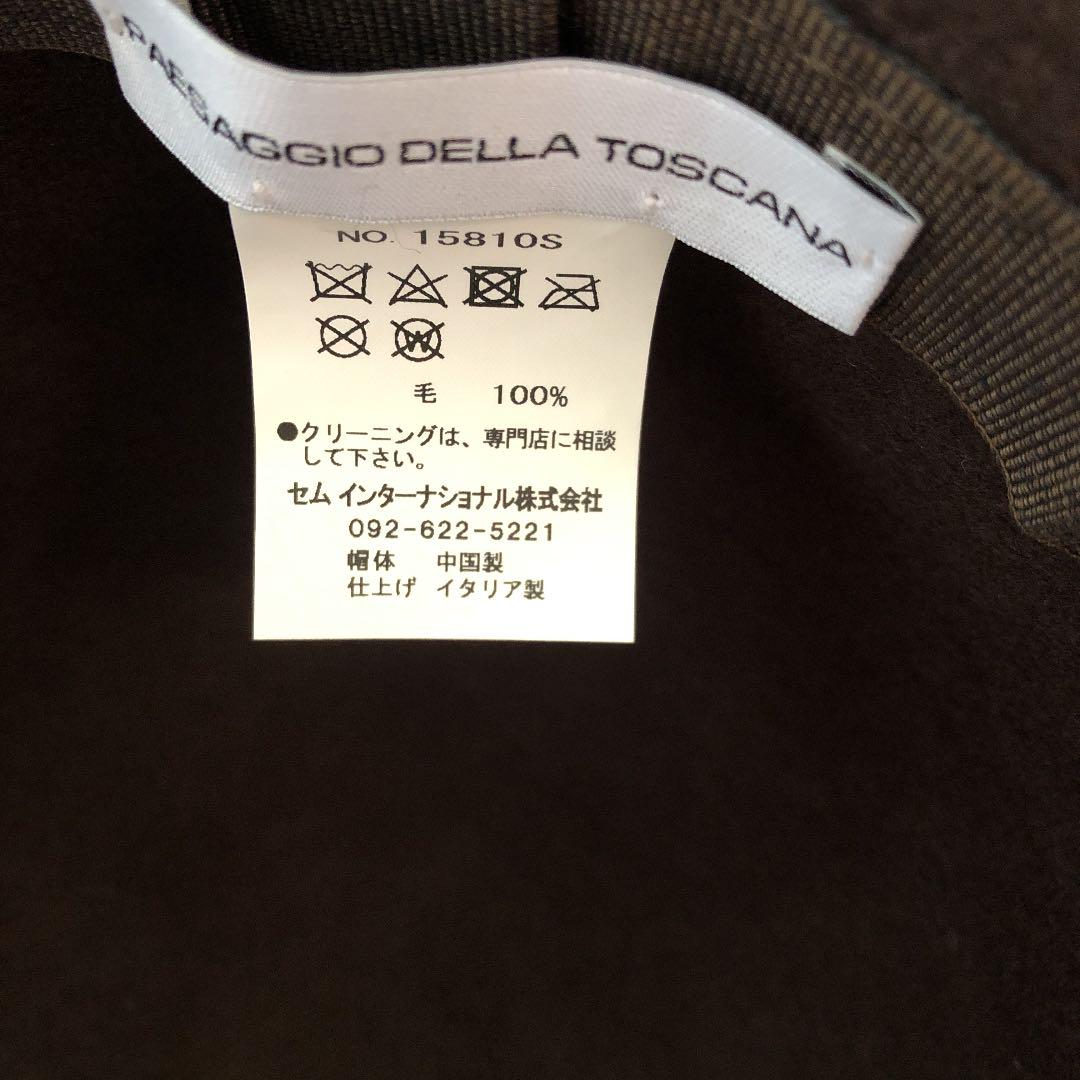 PAESAGGIO DELLA TOSCANA
NO. 15810S
W
毛 100%
●クリーニングは、専門店に相談
して下さい。
セム インターナショナル株式会社
092-622-5221
帽体 中国製
仕上げ イタリア製